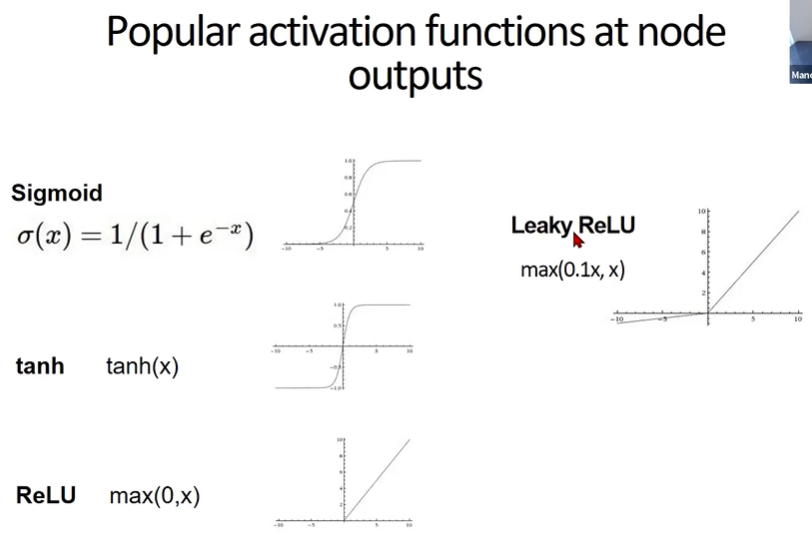 Popular activation functions at node
outputs
Manc
Sigmoid
σ(x) = 1/(1 + e^{-x})
1.0
0.8
0.6
0.4
0.2
-10 -5 5 10
Leaky ReLU
max(0.1x, x)
10
8
6
4
2
-10 -5 5 10
tanh tanh(x)
1.0
0.5
-10 -5 5 10
-0.5
-1.0
ReLU max(0,x)
10
8
6
4
2
-10 -5 5 10